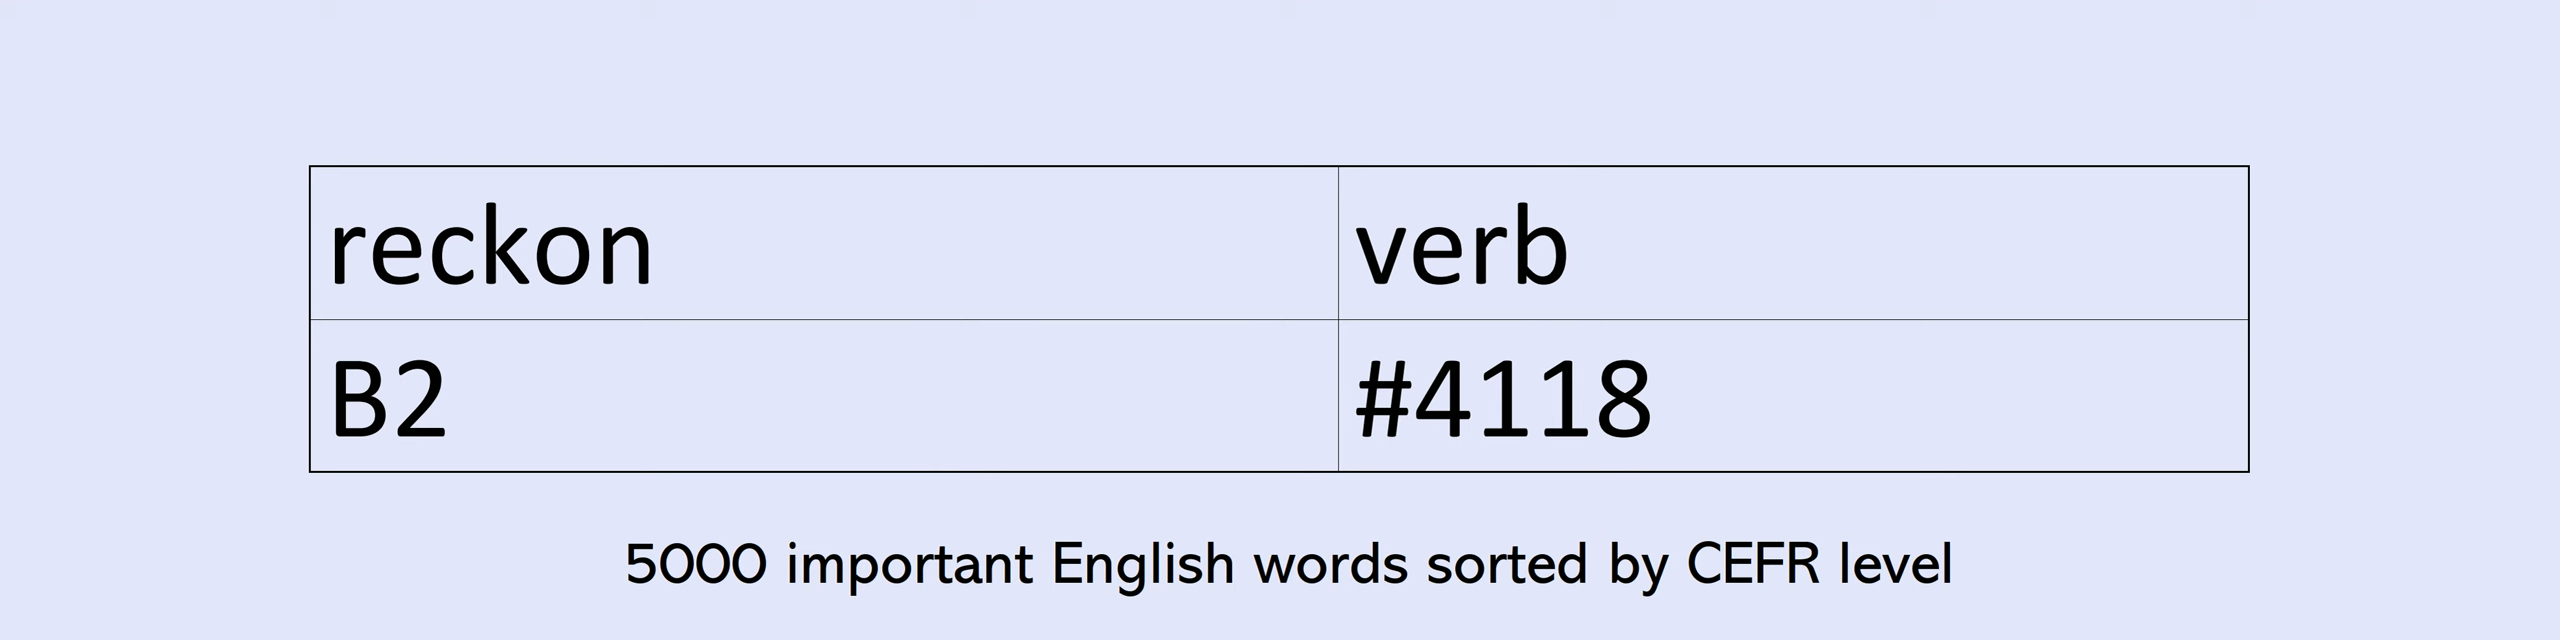 reckon verb
B2 #4118
5000 important English words sorted by CEFR level